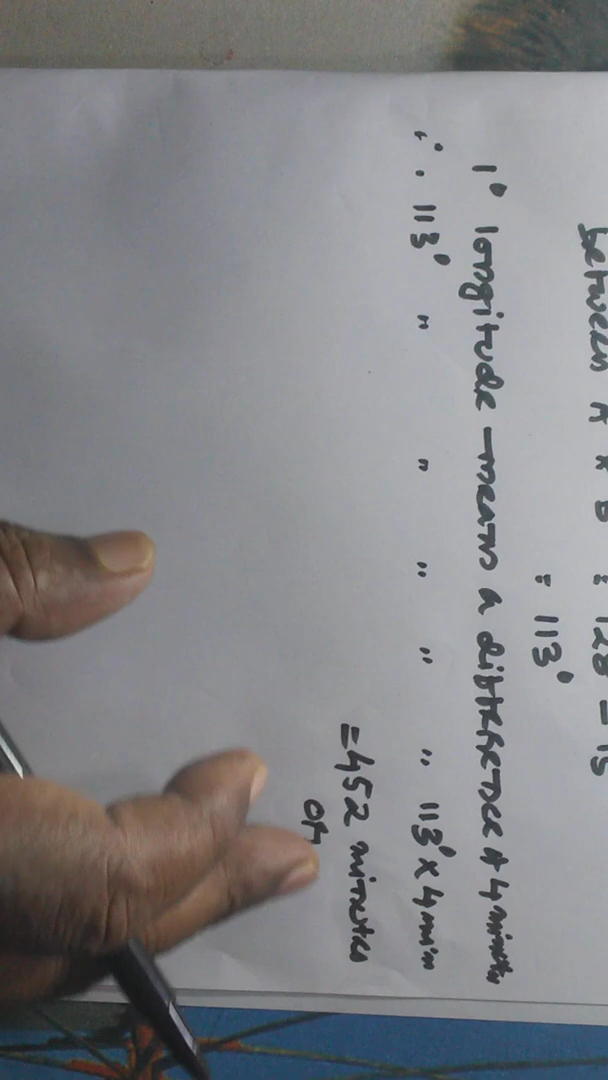 between A & B = 128 - 15
= 113°
1° longitude means a difference of 4 minutes
∴ 113° " " " " " 113° x 4 min
= 452 minutes
or